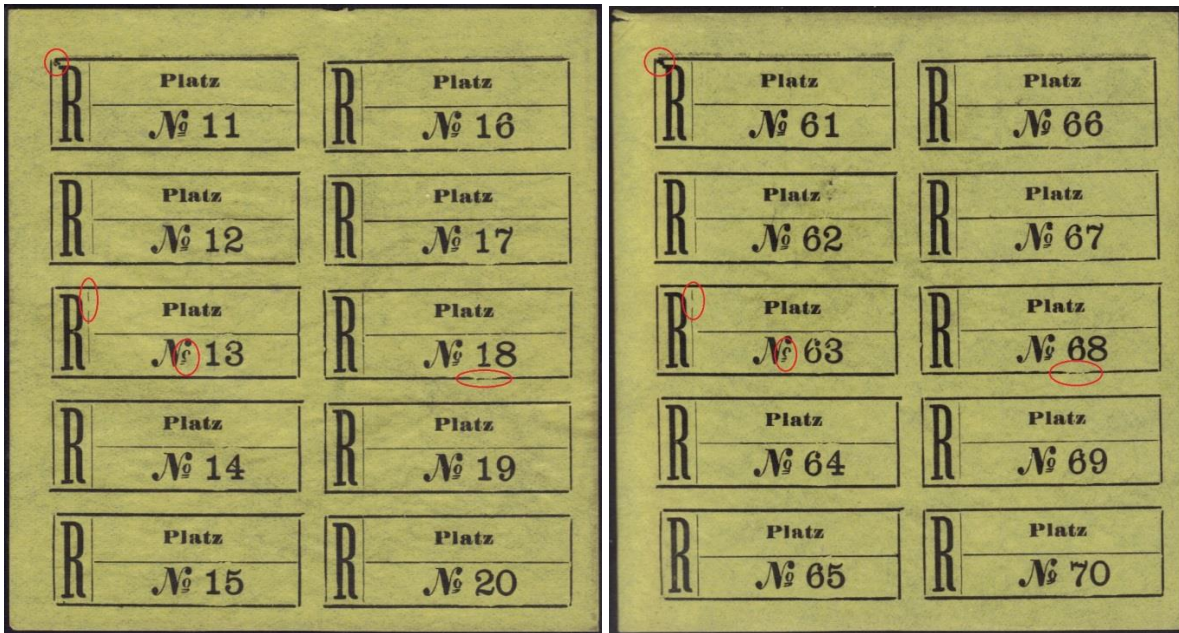 R Platz
№ 11
R Platz
№ 12
R Platz
№ 13
R Platz
№ 14
R Platz
№ 15
R Platz
№ 16
R Platz
№ 17
R Platz
№ 18
R Platz
№ 19
R Platz
№ 20
R Platz
№ 61
R Platz
№ 62
R Platz
№ 63
R Platz
№ 64
R Platz
№ 65
R Platz
№ 66
R Platz
№ 67
R Platz
№ 68
R Platz
№ 69
R Platz
№ 70